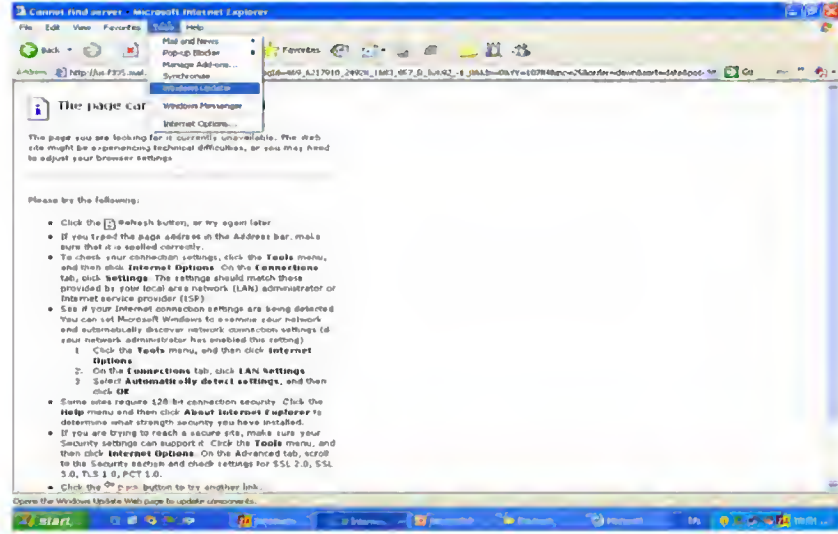 Cannot find server - Microsoft Internet Explorer
File Edit View Favorites Tools Help
Back Favorites
Mail and News
Pop-up Blocker
Manage Add-ons...
Synchronize
Windows Update
Windows Messenger
Internet Options...
Address Go
The page
The page you are looking for is currently unavailable. The Web
site might be experiencing technical difficulties, or you may need
to adjust your browser settings.
Please try the following:
Click the Refresh button, or try again later.
If you typed the page address in the Address bar, make
sure that it is spelled correctly.
To check your connection settings, click the Tools menu,
and then click Internet Options. On the Connections
tab, click Settings. The settings should match those
provided by your local area network (LAN) administrator or
Internet service provider (ISP).
See if your Internet connection settings are being detected.
You can set Microsoft Windows to examine your network
and automatically discover network connection settings (if
your network administrator has enabled this setting).
1. Click the Tools menu, and then click Internet
Options.
2. On the Connections tab, click LAN Settings.
3. Select Automatically detect settings, and then
click OK.
Some sites require 128-bit connection security. Click the
Help menu and then click About Internet Explorer to
determine what strength security you have installed.
If you are trying to reach a secure site, make sure your
Security settings can support it. Click the Tools menu, and
then click Internet Options. On the Advanced tab, scroll
to the Security section and check settings for SSL 2.0, SSL
3.0, TLS 1.0, PCT 1.0.
Click the Back button to try another link.
Opens the Windows Update Web page to update components.
start EN